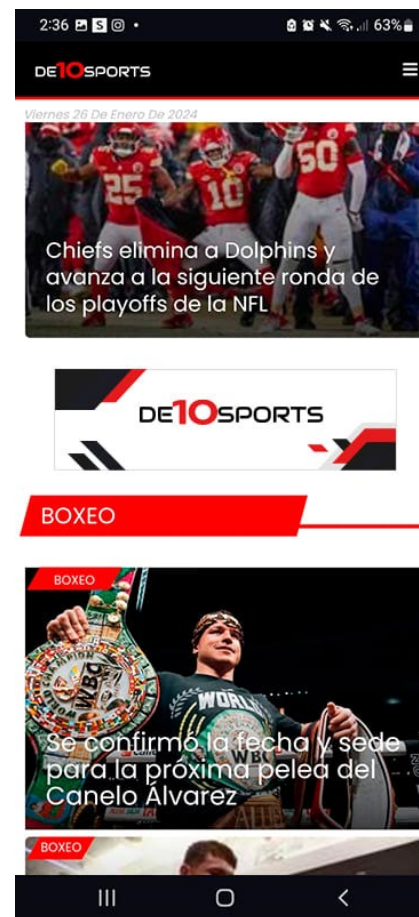 2:36
63%
DE10SPORTS
Viernes 26 De Enero De 2024
25
10
50
Chiefs elimina a Dolphins y
avanza a la siguiente ronda de
los playoffs de la NFL
DE10SPORTS
BOXEO
BOXEO
WBC
WORLD
WBC
Se confirmó la fecha y sede
para la próxima pelea del
Canelo Álvarez
BOXEO